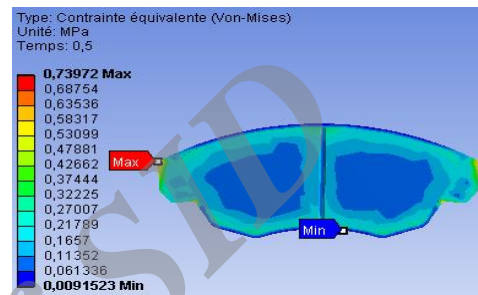 Type: Contrainte équivalente (Von-Mises)
Unité: MPa
Temps: 0,5
0,73972 Max
0,68754
0,63536
0,58317
0,53099
0,47881
0,42662
0,37444
0,32225
0,27007
0,21789
0,1657
0,11352
0,061336
0,0091523 Min
Max
Min